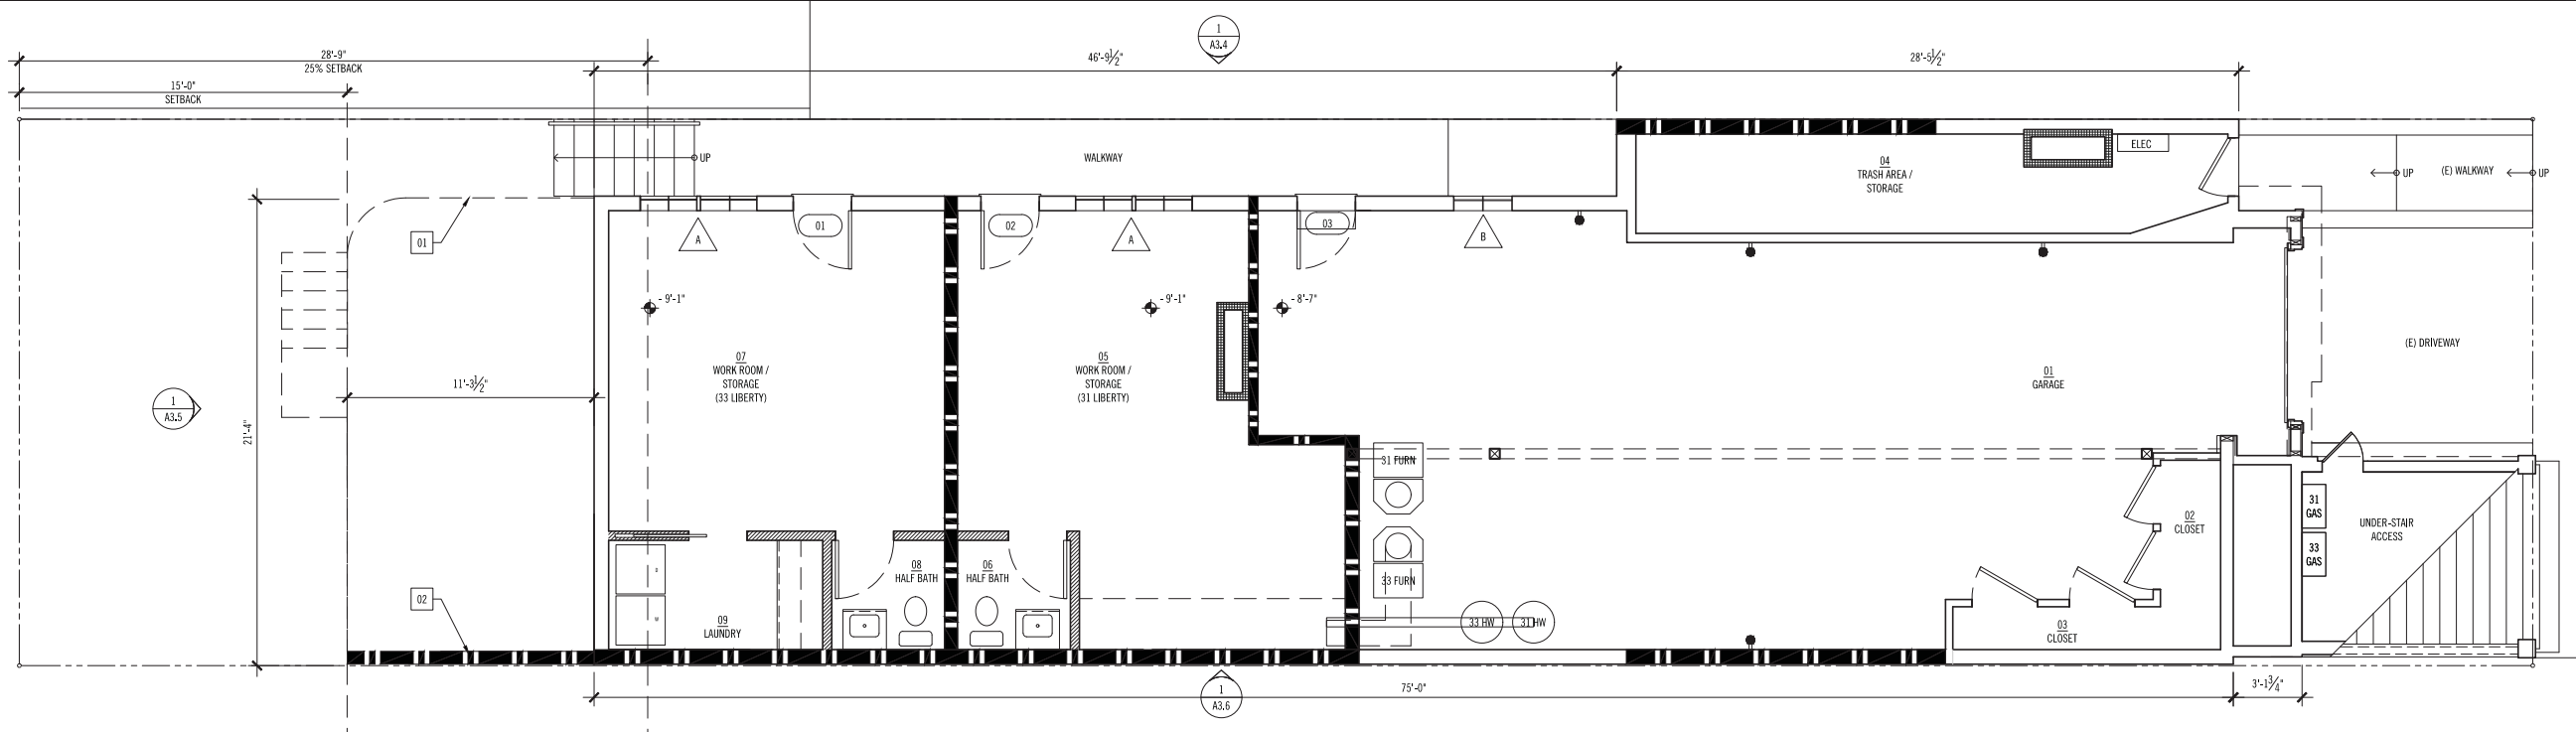 28'-9"
25% SETBACK
15'-0"
SETBACK
46'-9½"
1
A3.4
28'-5½"
UP
WALKWAY
04
TRASH AREA /
STORAGE
ELEC
UP
(E) WALKWAY
UP
01
A
01
02
A
03
B
- 9'-1"
- 9'-1"
- 8'-7"
07
WORK ROOM /
STORAGE
(33 LIBERTY)
05
WORK ROOM /
STORAGE
(31 LIBERTY)
01
GARAGE
(E) DRIVEWAY
11'-3½"
1
A3.5
21'-4"
31 FURN
33 FURN
02
CLOSET
31
GAS
33
GAS
UNDER-STAIR
ACCESS
08
HALF BATH
06
HALF BATH
02
09
LAUNDRY
33 HW
31 HW
03
CLOSET
1
A3.6
75'-0"
3'-1¾"